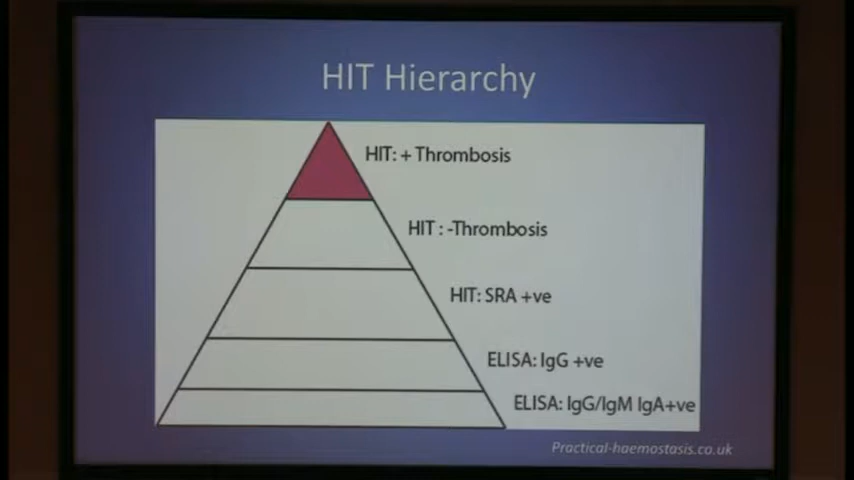 HIT Hierarchy
HIT: + Thrombosis
HIT : -Thrombosis
HIT: SRA +ve
ELISA: IgG +ve
ELISA: IgG/IgM IgA+ve
Practical-haemostasis.co.uk